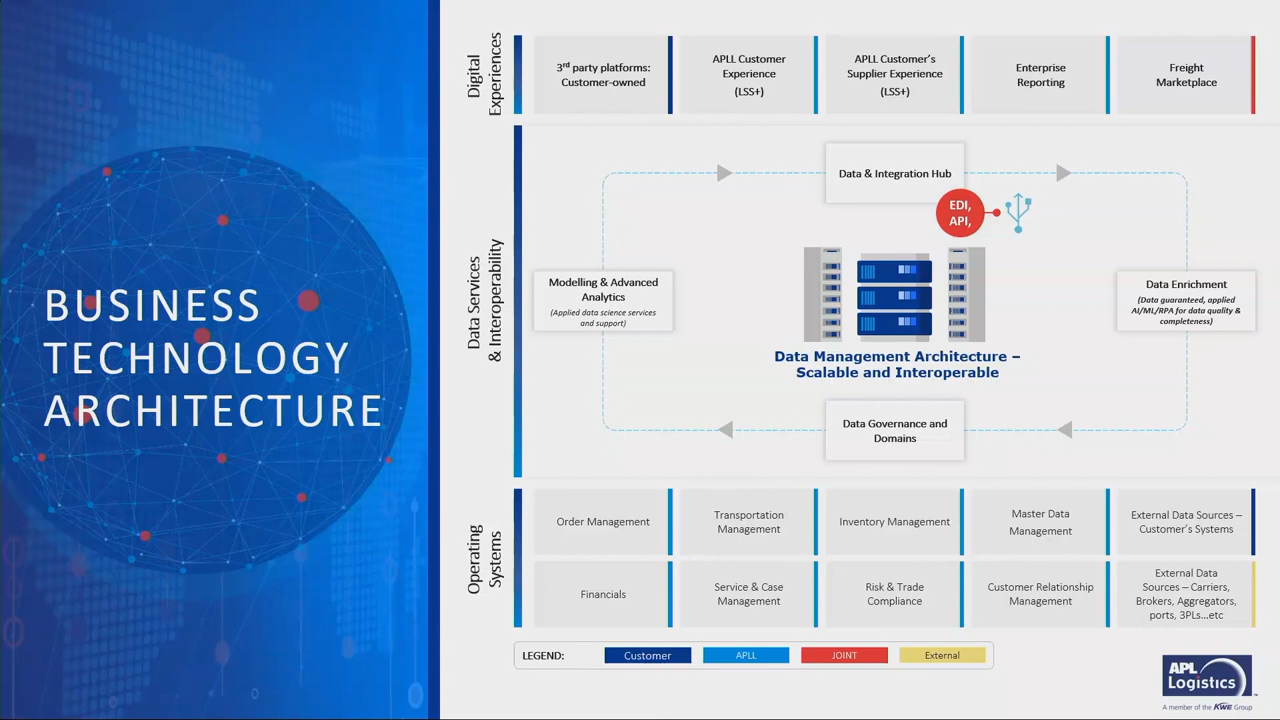 BUSINESS
TECHNOLOGY
ARCHITECTURE
Digital
Experiences
3rd party platforms:
Customer-owned
APLL Customer
Experience
(LSS+)
APLL Customer's
Supplier Experience
(LSS+)
Enterprise
Reporting
Freight
Marketplace
Data Services
& Interoperability
Data & Integration Hub
EDI,
API,
Modelling & Advanced
Analytics
(Applied data science services
and support)
Data Enrichment
(Data guaranteed, applied
AI/ML/RPA for data quality &
completeness)
Data Management Architecture –
Scalable and Interoperable
Data Governance and
Domains
Operating
Systems
Order Management
Transportation
Management
Inventory Management
Master Data
Management
External Data Sources –
Customer's Systems
Financials
Service & Case
Management
Risk & Trade
Compliance
Customer Relationship
Management
External Data
Sources – Carriers,
Brokers, Aggregators,
ports, 3PLs...etc
LEGEND:
Customer
APLL
JOINT
External
APL
Logistics
™
A member of the KWE Group